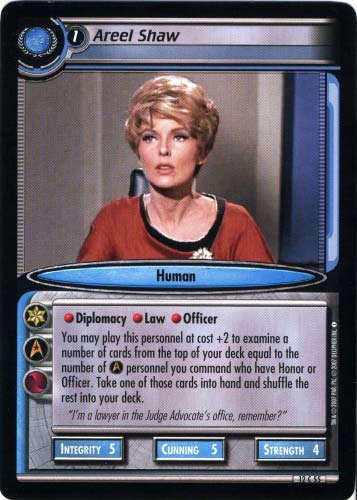 1 Areel Shaw
Human
Diplomacy Law Officer
You may play this personnel at cost +2 to examine a
number of cards from the top of your deck equal to the
number of personnel you command who have Honor or
Officer. Take one of those cards into hand and shuffle the
rest into your deck.
"I'm a lawyer in the Judge Advocate's office, remember?"
INTEGRITY 5 CUNNING 5 STRENGTH 4
12 C 55